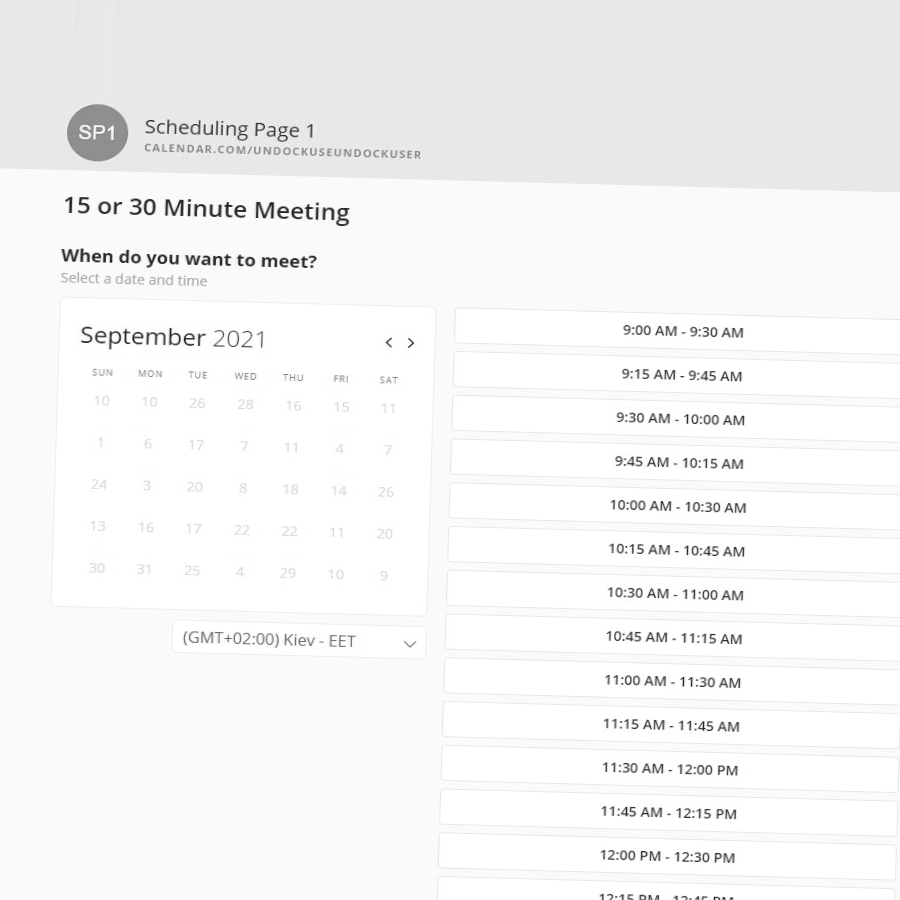 SP1
Scheduling Page 1
CALENDAR.COM/UNDOCKUSEUNDOCKUSER
15 or 30 Minute Meeting
When do you want to meet?
Select a date and time
September 2021
SUN MON TUE WED THU FRI SAT
10 10 26 28 16 15 11
1 6 17 7 11 4 7
24 3 20 8 18 14 26
13 16 17 22 22 11 20
30 31 25 4 29 10 9
(GMT+02:00) Kiev - EET
9:00 AM - 9:30 AM
9:15 AM - 9:45 AM
9:30 AM - 10:00 AM
9:45 AM - 10:15 AM
10:00 AM - 10:30 AM
10:15 AM - 10:45 AM
10:30 AM - 11:00 AM
10:45 AM - 11:15 AM
11:00 AM - 11:30 AM
11:15 AM - 11:45 AM
11:30 AM - 12:00 PM
11:45 AM - 12:15 PM
12:00 PM - 12:30 PM
12:15 PM - 12:45 PM